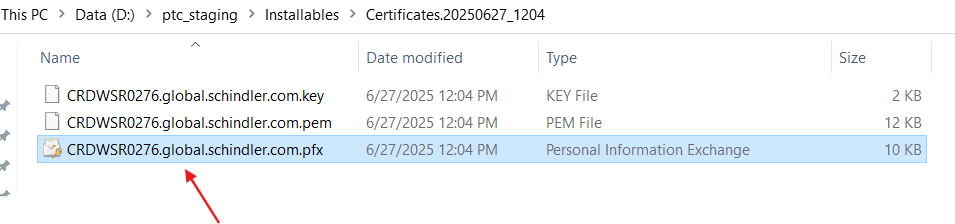 This PC > Data (D:) > ptc_staging > Installables > Certificates.20250627_1204
Name Date modified Type Size
CRDWSR0276.global.schindler.com.key 6/27/2025 12:04 PM KEY File 2 KB
CRDWSR0276.global.schindler.com.pem 6/27/2025 12:04 PM PEM File 12 KB
CRDWSR0276.global.schindler.com.pfx 6/27/2025 12:04 PM Personal Information Exchange 10 KB